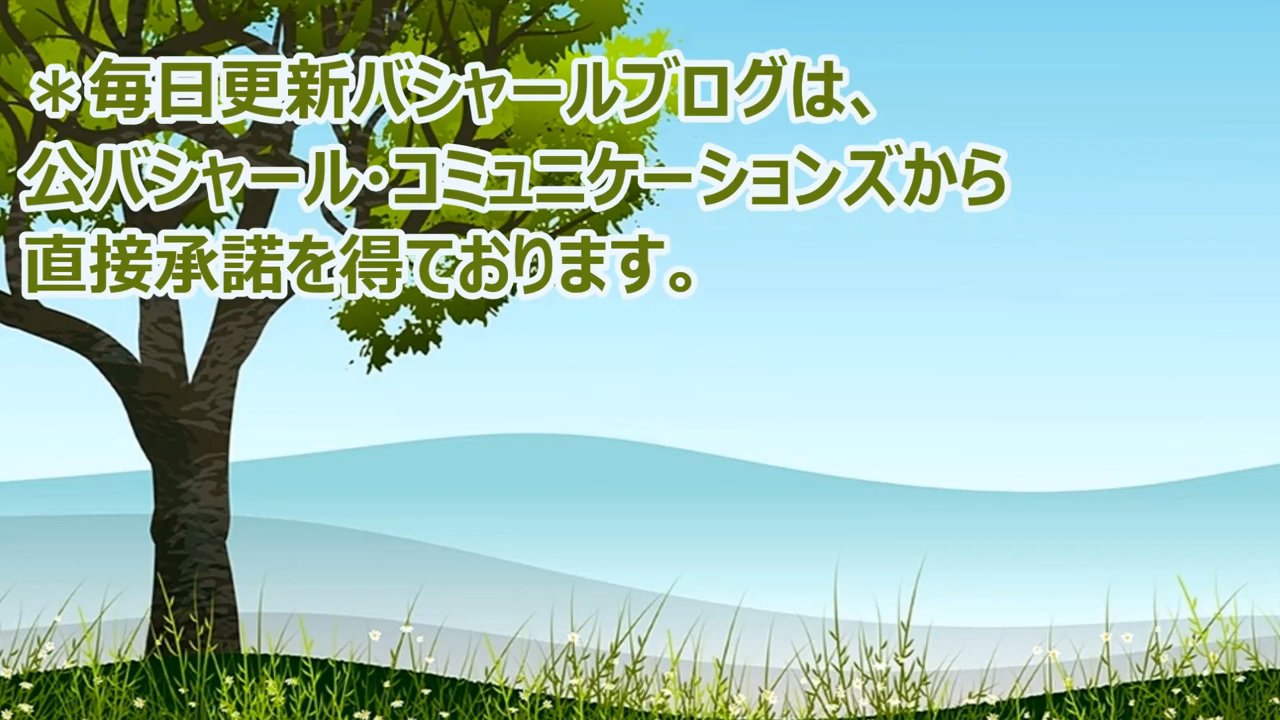 ＊毎日更新バシャールブログは、
公バシャール・コミュニケーションズから
直接承諾を得ております。